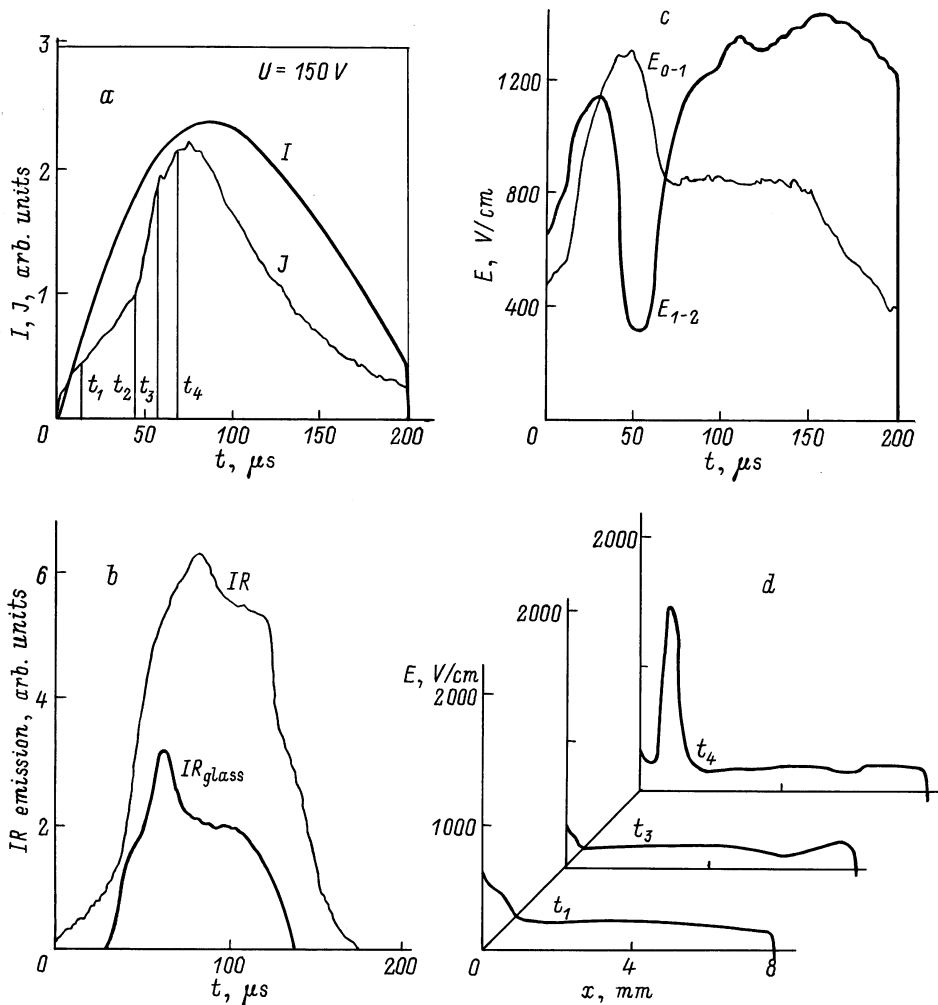 3
U = 150 V
a
I
2
J
1
t₁ t₂ t₃ t₄
0 50 100 150 200
t, μs
I, J, arb. units
c
E₀₋₁
1200
800
400
E₁₋₂
0 50 100 150 200
t, μs
E, V/cm
b
6
IR
4
IR_glass
2
0 100 200
t, μs
IR emission, arb. units
d
2000
2000
E, V/cm
2000
t₄
1000
t₃
t₁
0 4 8
x, mm